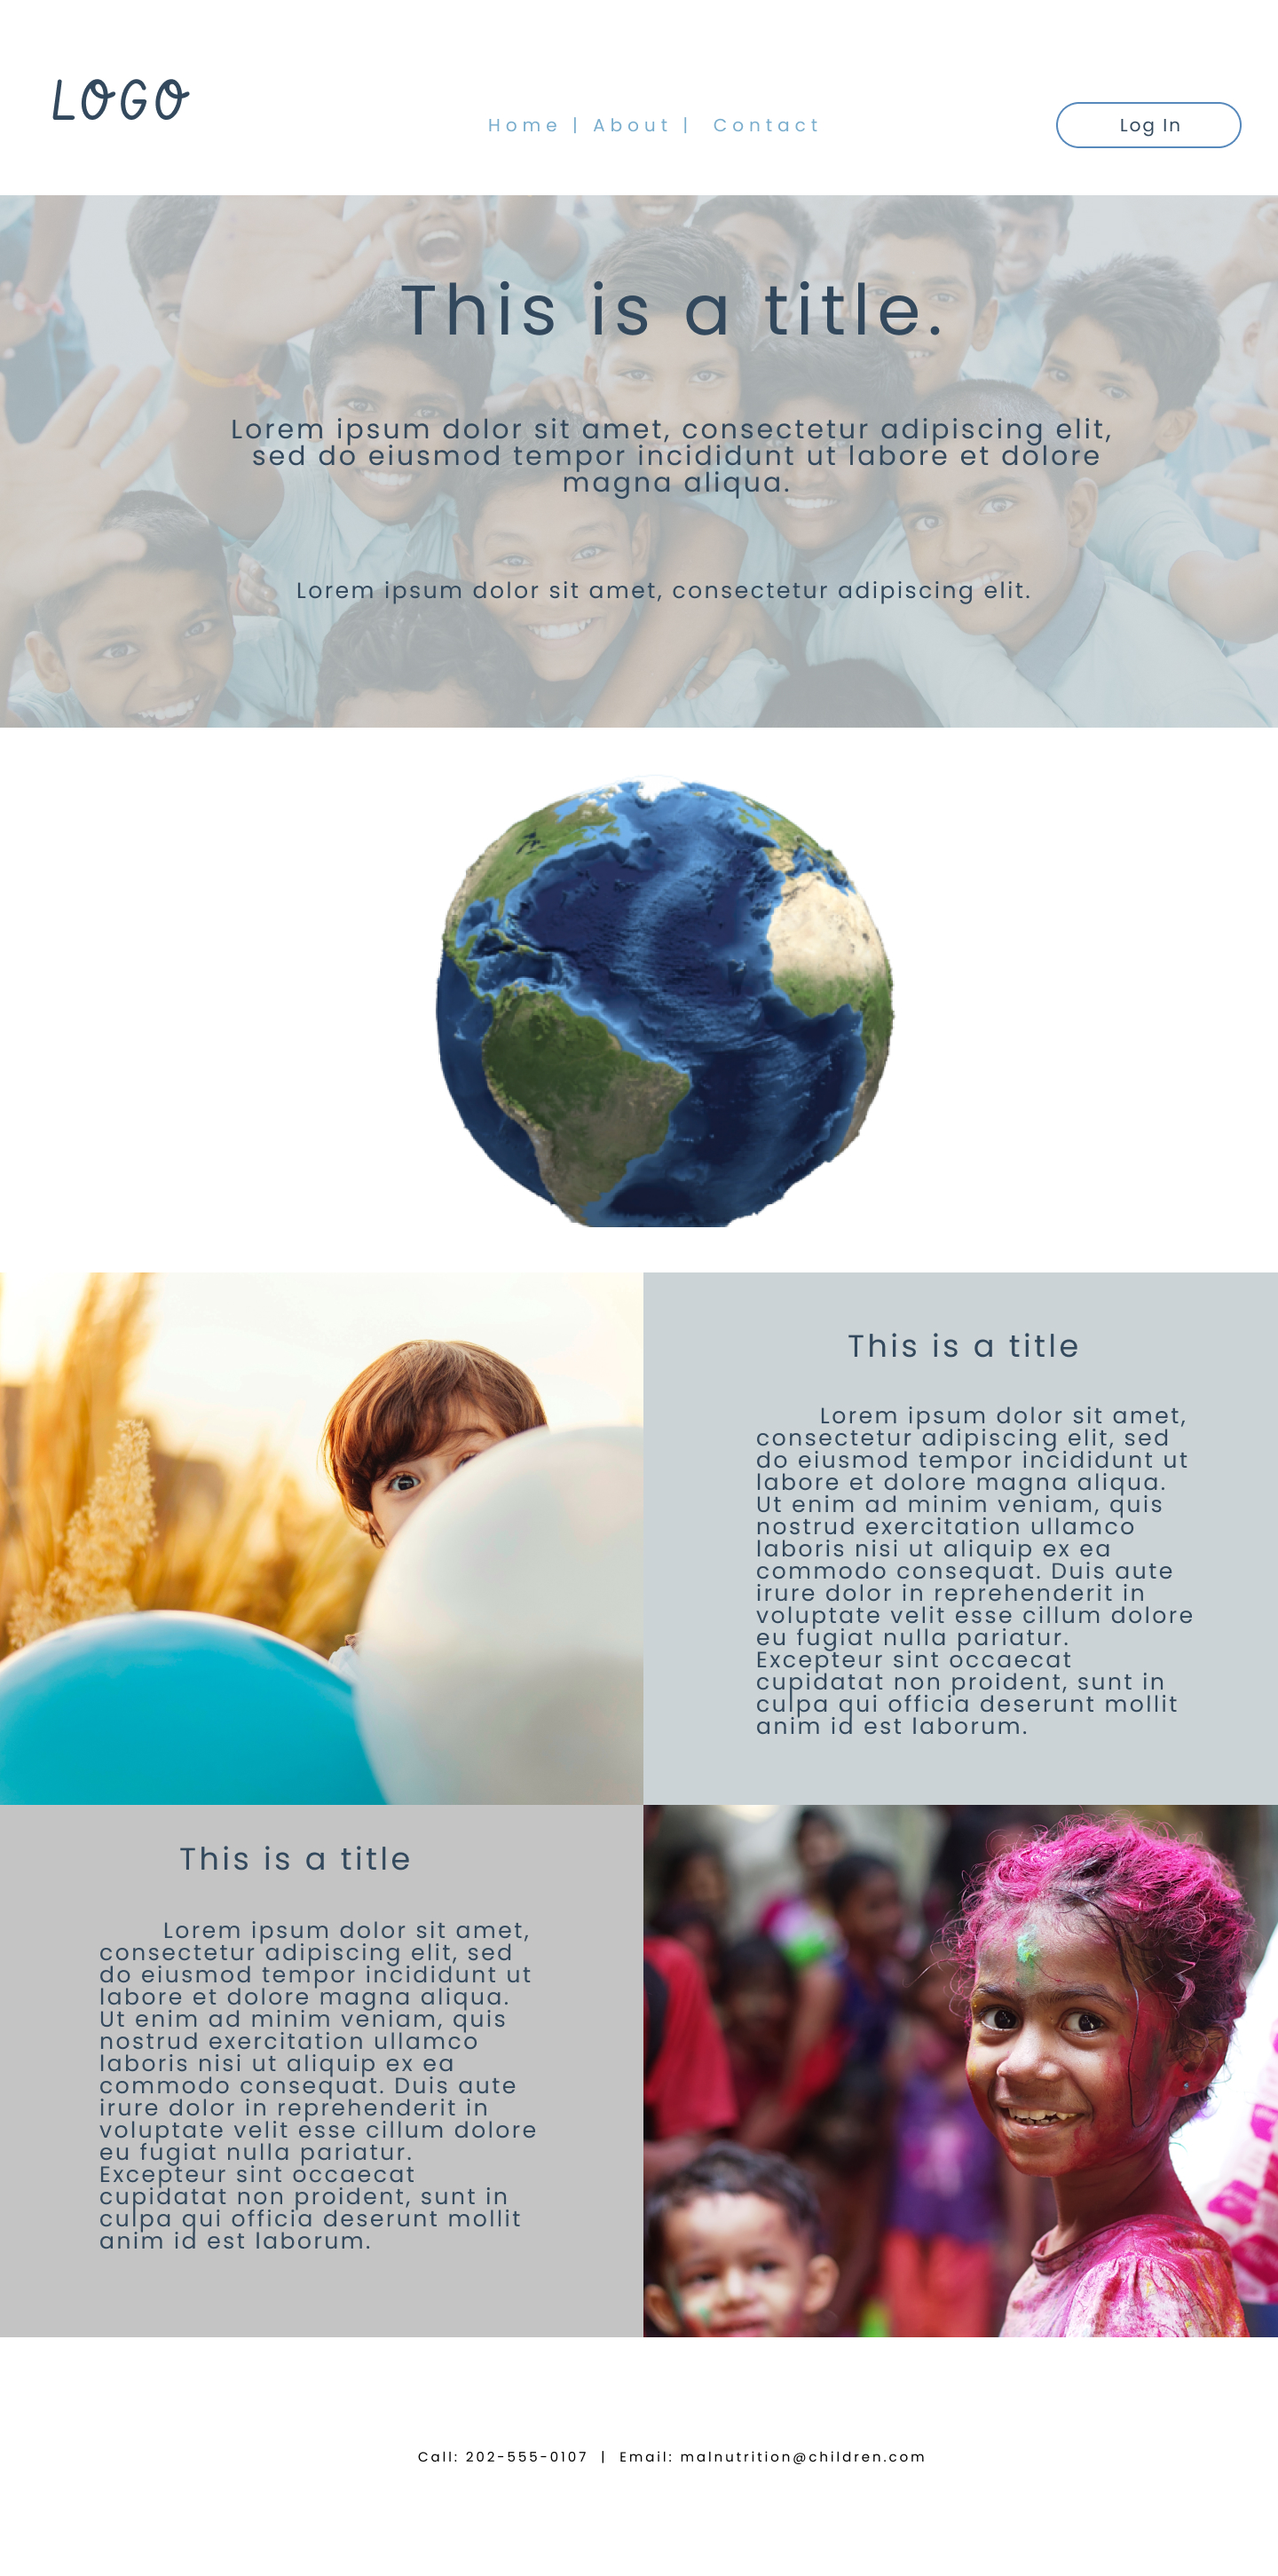 LOGO
Home | About | Contact
Log In
This is a title.
Lorem ipsum dolor sit amet, consectetur adipiscing elit,
sed do eiusmod tempor incididunt ut labore et dolore
magna aliqua.
Lorem ipsum dolor sit amet, consectetur adipiscing elit.
This is a title
Lorem ipsum dolor sit amet,
consectetur adipiscing elit, sed
do eiusmod tempor incididunt ut
labore et dolore magna aliqua.
Ut enim ad minim veniam, quis
nostrud exercitation ullamco
laboris nisi ut aliquip ex ea
commodo consequat. Duis aute
irure dolor in reprehenderit in
voluptate velit esse cillum dolore
eu fugiat nulla pariatur.
Excepteur sint occaecat
cupidatat non proident, sunt in
culpa qui officia deserunt mollit
anim id est laborum.
This is a title
Lorem ipsum dolor sit amet,
consectetur adipiscing elit, sed
do eiusmod tempor incididunt ut
labore et dolore magna aliqua.
Ut enim ad minim veniam, quis
nostrud exercitation ullamco
laboris nisi ut aliquip ex ea
commodo consequat. Duis aute
irure dolor in reprehenderit in
voluptate velit esse cillum dolore
eu fugiat nulla pariatur.
Excepteur sint occaecat
cupidatat non proident, sunt in
culpa qui officia deserunt mollit
anim id est laborum.
Call: 202-555-0107 | Email: malnutrition@children.com